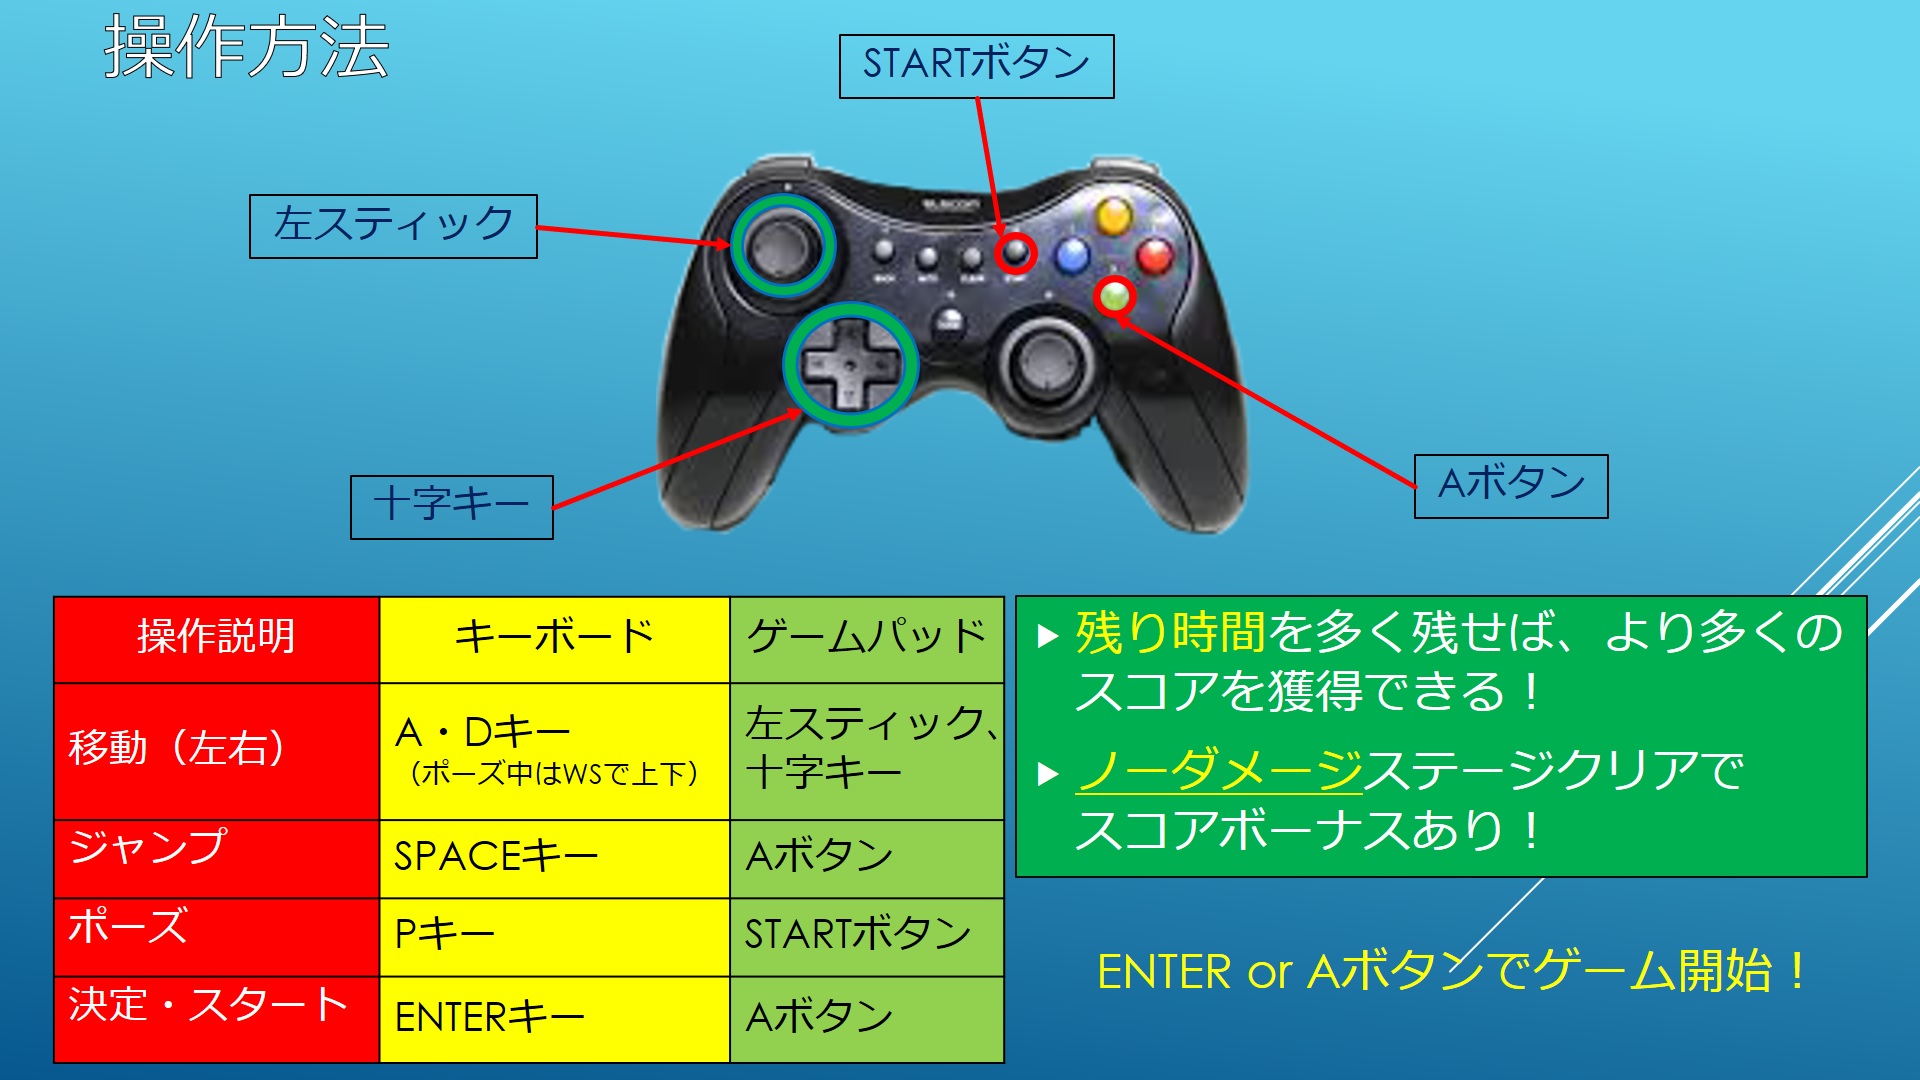 操作方法
STARTボタン
左スティック
十字キー
Aボタン
操作説明 キーボード ゲームパッド
移動（左右） A・Dキー 左スティック、
（ポーズ中はWSで上下） 十字キー
ジャンプ SPACEキー Aボタン
ポーズ Pキー STARTボタン
決定・スタート ENTERキー Aボタン
残り時間を多く残せば、より多くの
スコアを獲得できる！
ノーダメージステージクリアで
スコアボーナスあり！
ENTER or Aボタンでゲーム開始！